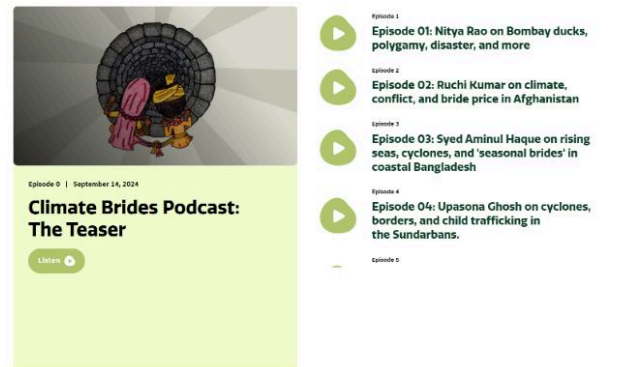 Episode 0 | September 14, 2024
Climate Brides Podcast:
The Teaser
Listen
Episode 1
Episode 01: Nitya Rao on Bombay ducks,
polygamy, disaster, and more
Episode 2
Episode 02: Ruchi Kumar on climate,
conflict, and bride price in Afghanistan
Episode 3
Episode 03: Syed Aminul Haque on rising
seas, cyclones, and 'seasonal brides' in
coastal Bangladesh
Episode 4
Episode 04: Upasona Ghosh on cyclones,
borders, and child trafficking in
the Sundarbans.
Episode 5